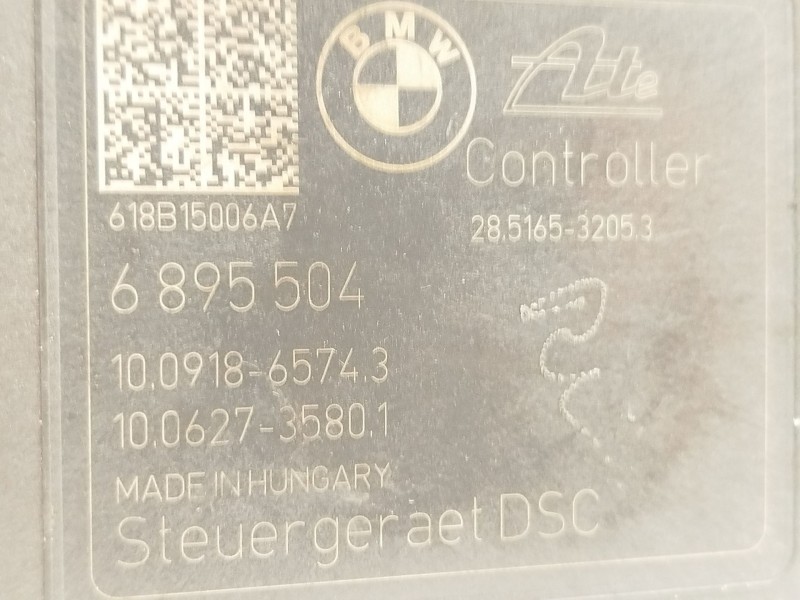 BMW
Ate
Controller
618B15006A7
28.5165-3205.3
6 895 504
10.0918-6574.3
10.0627-3580.1
MADE IN HUNGARY
Steuergeraet DSC